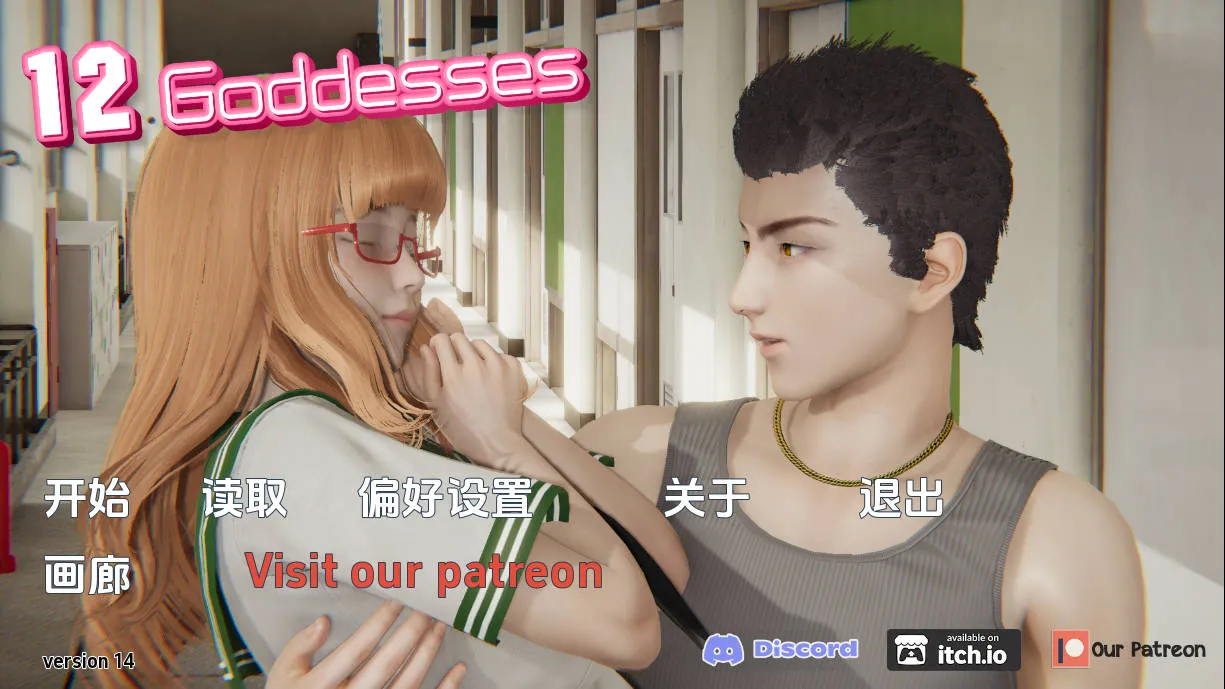 12 Goddesses
开始 读取 偏好设置 关于 退出
画廊 Visit our patreon
version 14
Discord
available on
itch.io
Our Patreon